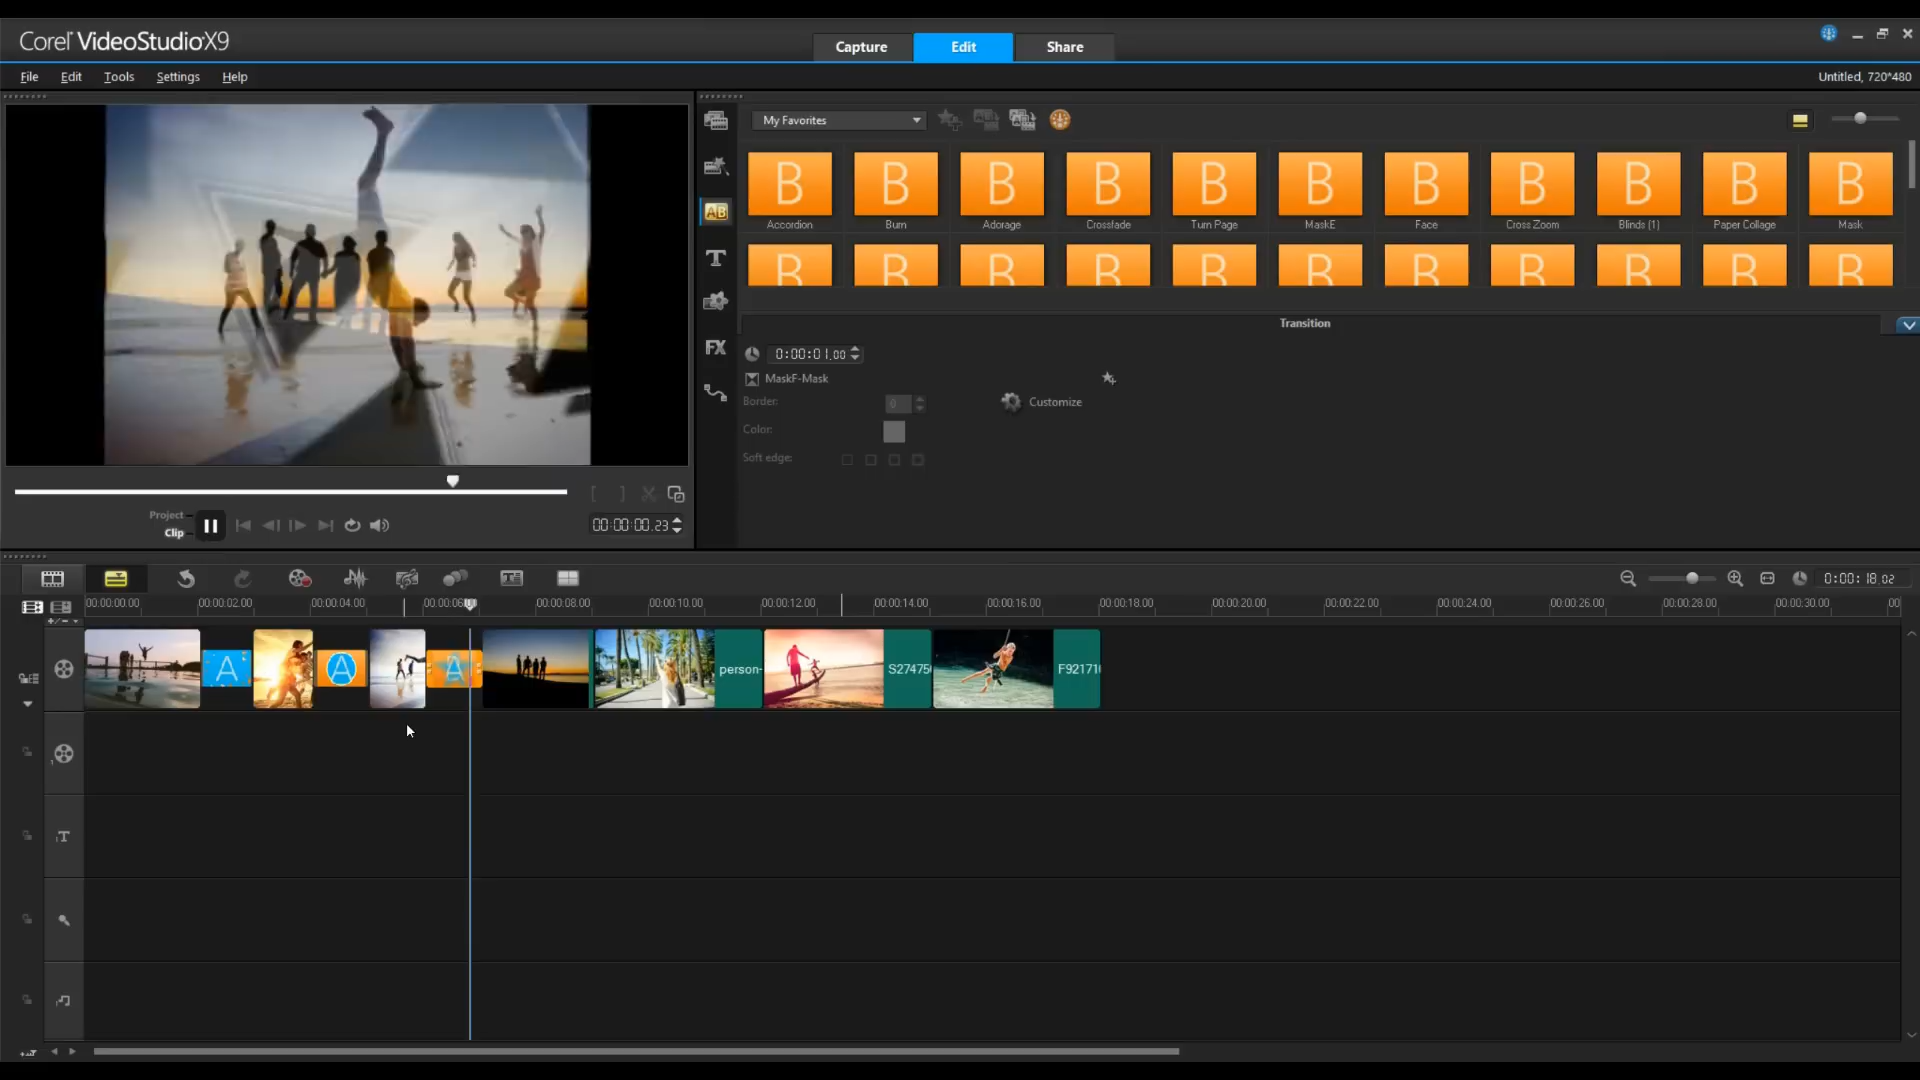 Corel VideoStudio X9
Capture
Edit
Share
File
Edit
Tools
Settings
Help
Untitled, 720*480
My Favorites
B
B
B
B
B
B
B
B
B
B
B
Accordion
Burn
Adorage
Crossfade
Turn Page
MaskE
Face
Cross Zoom
Blinds (1)
Paper Collage
Mask
AB
T
FX
Transition
0:00:01.00
MaskF-Mask
Border:
0
Customize
Color:
Soft edge:
Project
Clip
00:00:00.23
0:00:18.02
00:00:00.00
00:00:02.00
00:00:04.00
00:00:08.00
00:00:10.00
00:00:12.00
00:00:14.00
00:00:16.00
00:00:18.00
00:00:20.00
00:00:22.00
00:00:24.00
00:00:26.00
00:00:28.00
00:00:30.00
A
A
A
person-
S27475
F92171
T